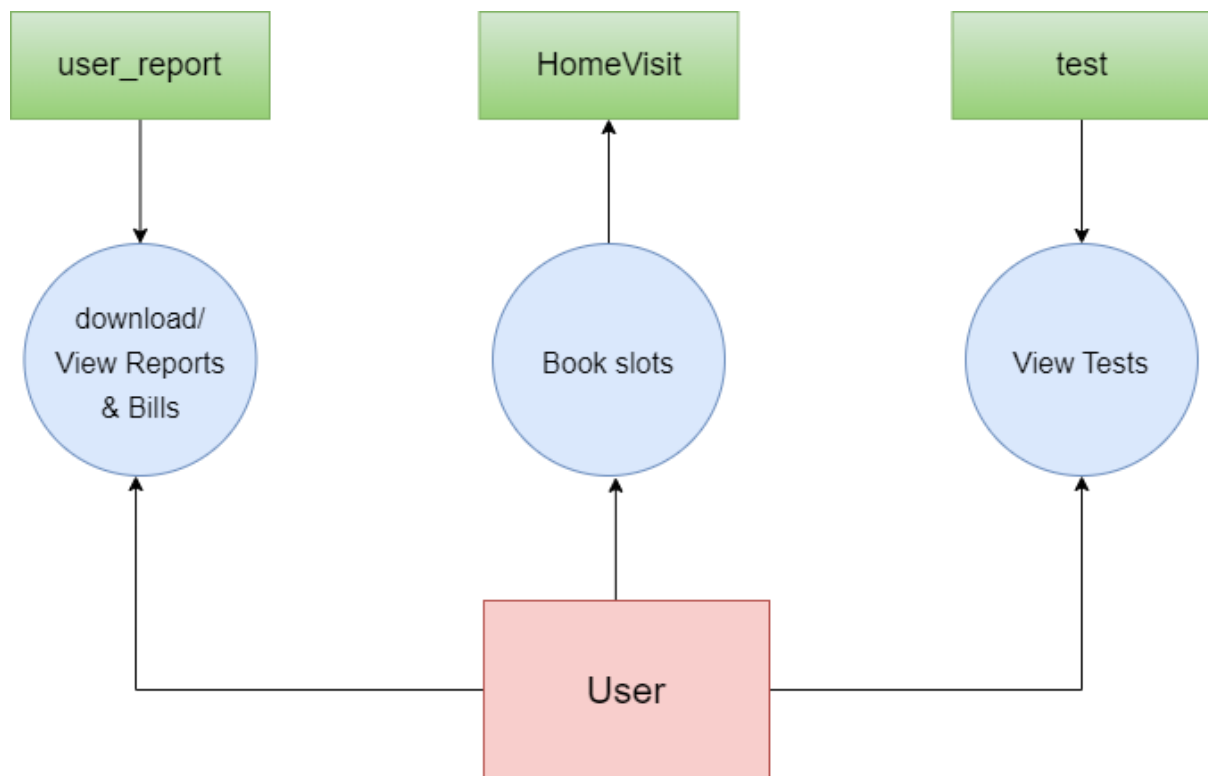 user_report
HomeVisit
test
download/
View Reports
& Bills
Book slots
View Tests
User